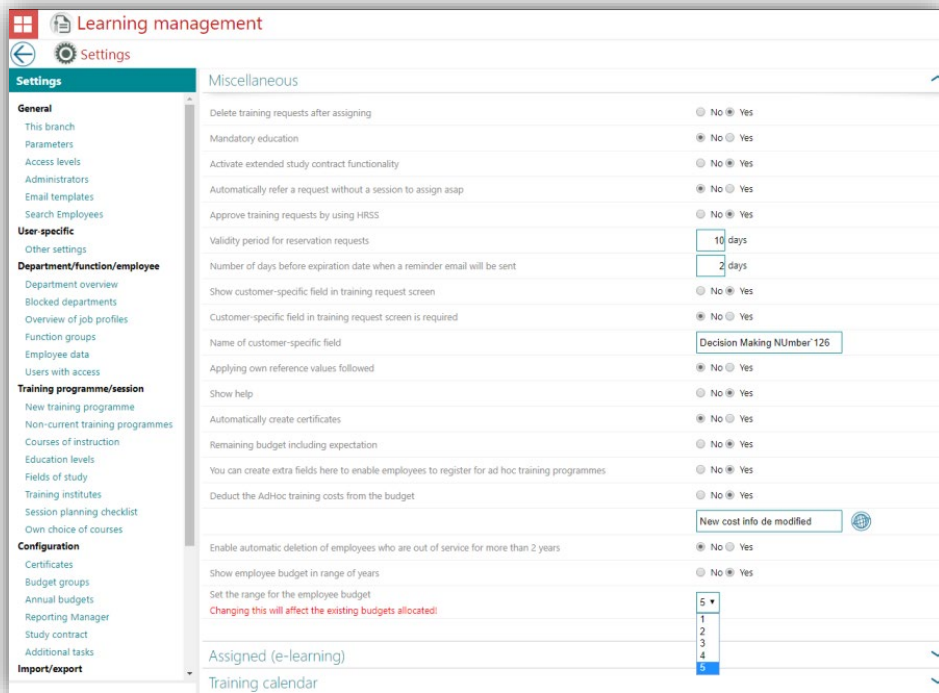 Learning management
Settings
Settings
General
This branch
Parameters
Access levels
Administrators
Email templates
Search Employees
User-specific
Other settings
Department/function/employee
Department overview
Blocked departments
Overview of job profiles
Function groups
Employee data
Users with access
Training programme/session
New training programme
Non-current training programmes
Courses of instruction
Education levels
Fields of study
Training institutes
Session planning checklist
Own choice of courses
Configuration
Certificates
Budget groups
Annual budgets
Reporting Manager
Study contract
Additional tasks
Import/export
Miscellaneous
Delete training requests after assigning No Yes
Mandatory education No Yes
Activate extended study contract functionality No Yes
Automatically refer a request without a session to assign asap No Yes
Approve training requests by using HRSS No Yes
Validity period for reservation requests 10 days
Number of days before expiration date when a reminder email will be sent 2 days
Show customer-specific field in training request screen No Yes
Customer-specific field in training request screen is required No Yes
Name of customer-specific field Decision Making NUmber`126
Applying own reference values followed No Yes
Show help No Yes
Automatically create certificates No Yes
Remaining budget including expectation No Yes
You can create extra fields here to enable employees to register for ad hoc training programmes No Yes
Deduct the AdHoc training costs from the budget No Yes
New cost info de modified
Enable automatic deletion of employees who are out of service for more than 2 years No Yes
Show employee budget in range of years No Yes
Set the range for the employee budget 5
Changing this will affect the existing budgets allocated!
1
2
3
4
5
Assigned (e-learning)
Training calendar